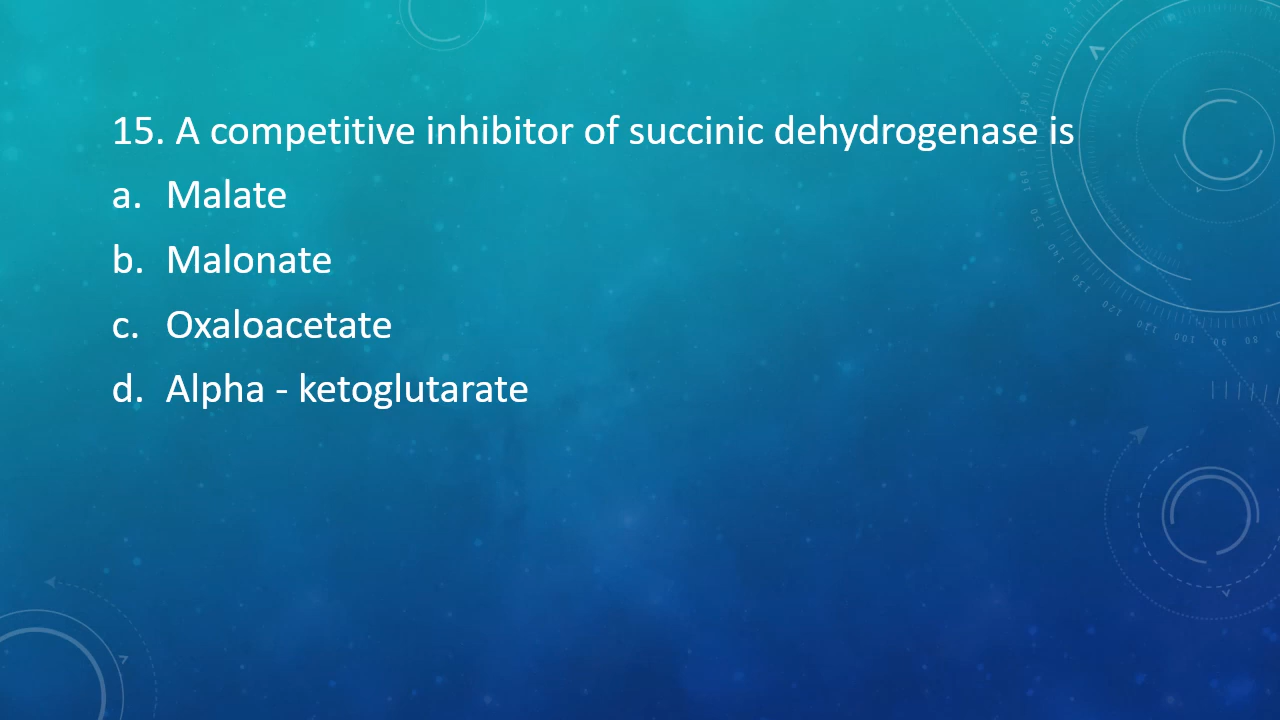 15. A competitive inhibitor of succinic dehydrogenase is
a. Malate
b. Malonate
c. Oxaloacetate
d. Alpha - ketoglutarate